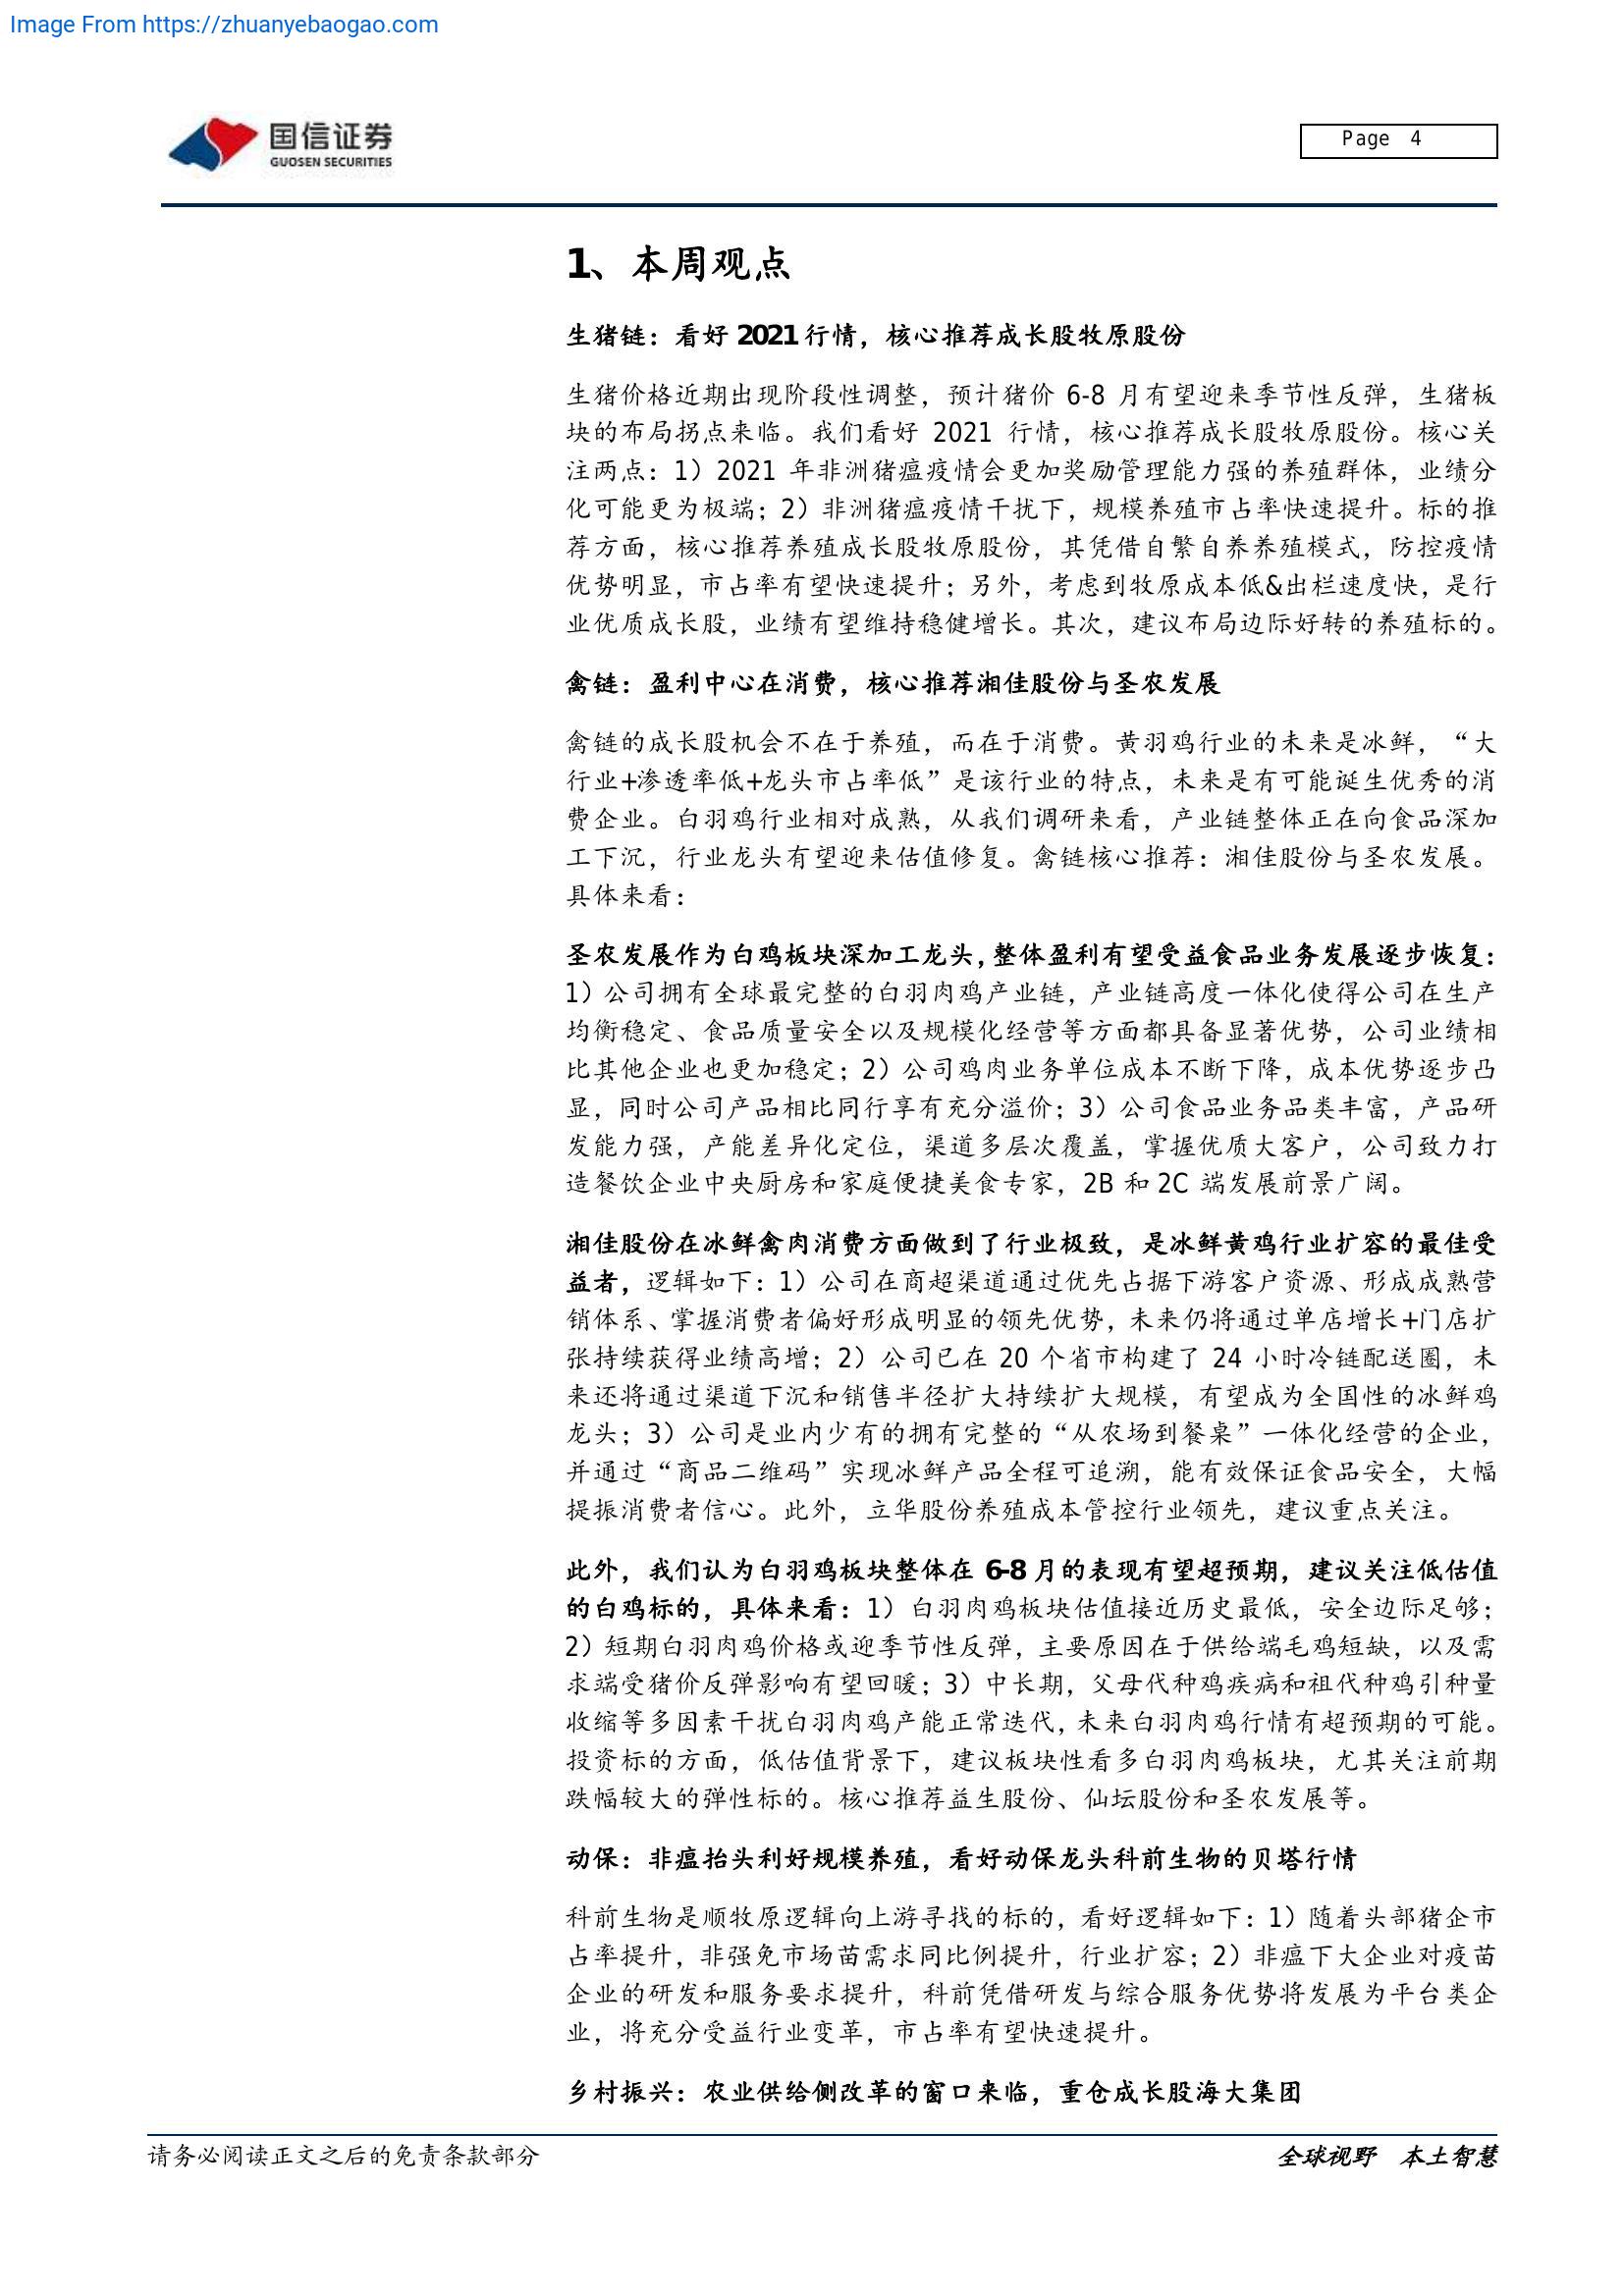 Image From https://zhuanyebaogao.com
国信证券
GUOSEN SECURITIES
Page 4
1、本周观点
生猪链：看好 2021 行情，核心推荐成长股牧原股份
生猪价格近期出现阶段性调整，预计猪价 6-8 月有望迎来季节性反弹，生猪板
块的布局拐点来临。我们看好 2021 行情，核心推荐成长股牧原股份。核心关
注两点：1）2021 年非洲猪瘟疫情会更加奖励管理能力强的养殖群体，业绩分
化可能更为极端；2）非洲猪瘟疫情干扰下，规模养殖市占率快速提升。标的推
荐方面，核心推荐养殖成长股牧原股份，其凭借自繁自养养殖模式，防控疫情
优势明显，市占率有望快速提升；另外，考虑到牧原成本低&出栏速度快，是行
业优质成长股，业绩有望维持稳健增长。其次，建议布局边际好转的养殖标的。
禽链：盈利中心在消费，核心推荐湘佳股份与圣农发展
禽链的成长股机会不在于养殖，而在于消费。黄羽鸡行业的未来是冰鲜，“大
行业+渗透率低+龙头市占率低”是该行业的特点，未来是有可能诞生优秀的消
费企业。白羽鸡行业相对成熟，从我们调研来看，产业链整体正在向食品深加
工下沉，行业龙头有望迎来估值修复。禽链核心推荐：湘佳股份与圣农发展。
具体来看：
圣农发展作为白鸡板块深加工龙头，整体盈利有望受益食品业务发展逐步恢复：
1）公司拥有全球最完整的白羽肉鸡产业链，产业链高度一体化使得公司在生产
均衡稳定、食品质量安全以及规模化经营等方面都具备显著优势，公司业绩相
比其他企业也更加稳定；2）公司鸡肉业务单位成本不断下降，成本优势逐步凸
显，同时公司产品相比同行享有充分溢价；3）公司食品业务品类丰富，产品研
发能力强，产能差异化定位，渠道多层次覆盖，掌握优质大客户，公司致力打
造餐饮企业中央厨房和家庭便捷美食专家，2B 和 2C 端发展前景广阔。
湘佳股份在冰鲜禽肉消费方面做到了行业极致，是冰鲜黄鸡行业扩容的最佳受
益者，逻辑如下：1）公司在商超渠道通过优先占据下游客户资源、形成成熟营
销体系、掌握消费者偏好形成明显的领先优势，未来仍将通过单店增长+门店扩
张持续获得业绩高增；2）公司已在 20 个省市构建了 24 小时冷链配送圈，未
来还将通过渠道下沉和销售半径扩大持续扩大规模，有望成为全国性的冰鲜鸡
龙头；3）公司是业内少有的拥有完整的“从农场到餐桌”一体化经营的企业，
并通过“商品二维码”实现冰鲜产品全程可追溯，能有效保证食品安全，大幅
提振消费者信心。此外，立华股份养殖成本管控行业领先，建议重点关注。
此外，我们认为白羽鸡板块整体在 6-8 月的表现有望超预期，建议关注低估值
的白鸡标的，具体来看：1）白羽肉鸡板块估值接近历史最低，安全边际足够；
2）短期白羽肉鸡价格或迎季节性反弹，主要原因在于供给端毛鸡短缺，以及需
求端受猪价反弹影响有望回暖；3）中长期，父母代种鸡疾病和祖代种鸡引种量
收缩等多因素干扰白羽肉鸡产能正常迭代，未来白羽肉鸡行情有超预期的可能。
投资标的方面，低估值背景下，建议板块性看多白羽肉鸡板块，尤其关注前期
跌幅较大的弹性标的。核心推荐益生股份、仙坛股份和圣农发展等。
动保：非瘟抬头利好规模养殖，看好动保龙头科前生物的贝塔行情
科前生物是顺牧原逻辑向上游寻找的标的，看好逻辑如下：1）随着头部猪企市
占率提升，非强免市场苗需求同比例提升，行业扩容；2）非瘟下大企业对疫苗
企业的研发和服务要求提升，科前凭借研发与综合服务优势将发展为平台类企
业，将充分受益行业变革，市占率有望快速提升。
乡村振兴：农业供给侧改革的窗口来临，重仓成长股海大集团
请务必阅读正文之后的免责条款部分
全球视野 本土智慧